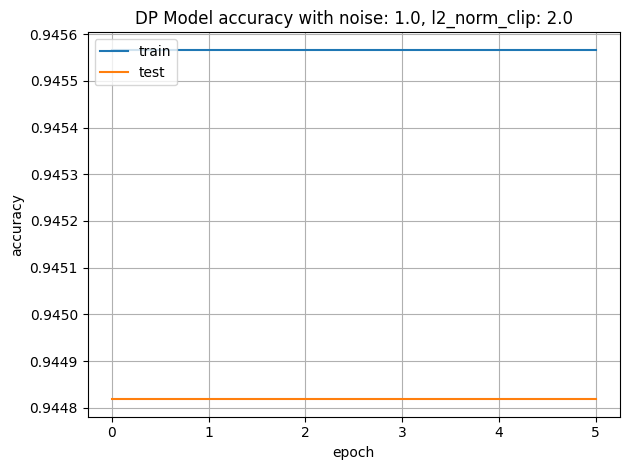 DP Model accuracy with noise: 1.0, l2_norm_clip: 2.0
0.9456
0.9455
0.9454
0.9453
0.9452
0.9451
0.9450
0.9449
0.9448
accuracy
train
test
0 1 2 3 4 5
epoch